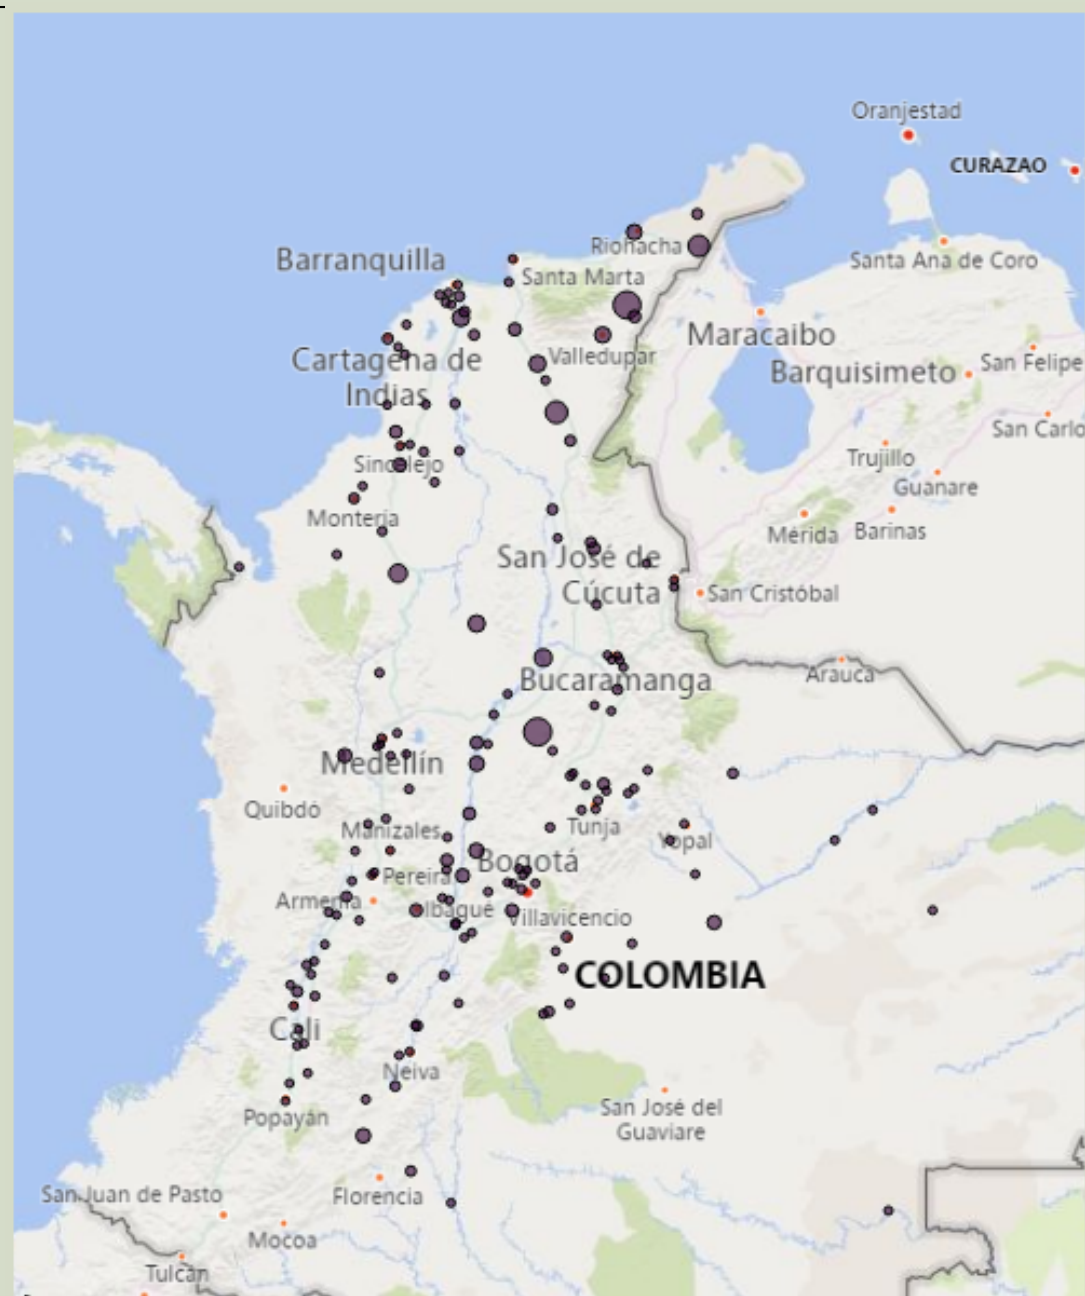 Oranjestad
CURAZAO
Riohacha
Santa Ana de Coro
Barranquilla
Santa Marta
Maracaibo
Valledupar
Cartagena de
Indias
San Felipe
Barquisimeto
San Carlo
Trujillo
Sincelejo
Guanare
Montería
Mérida
Barinas
San José de
Cúcuta
San Cristóbal
Bucaramanga
Arauca
Medellín
Quibdó
Manizales
Tunja
Yopal
Bogotá
Pereira
Armenia
Ibagué
Villavicencio
COLOMBIA
Cali
Neiva
Popayán
San José del
Guaviare
San Juan de Pasto
Florencia
Mocoa
Tulcán